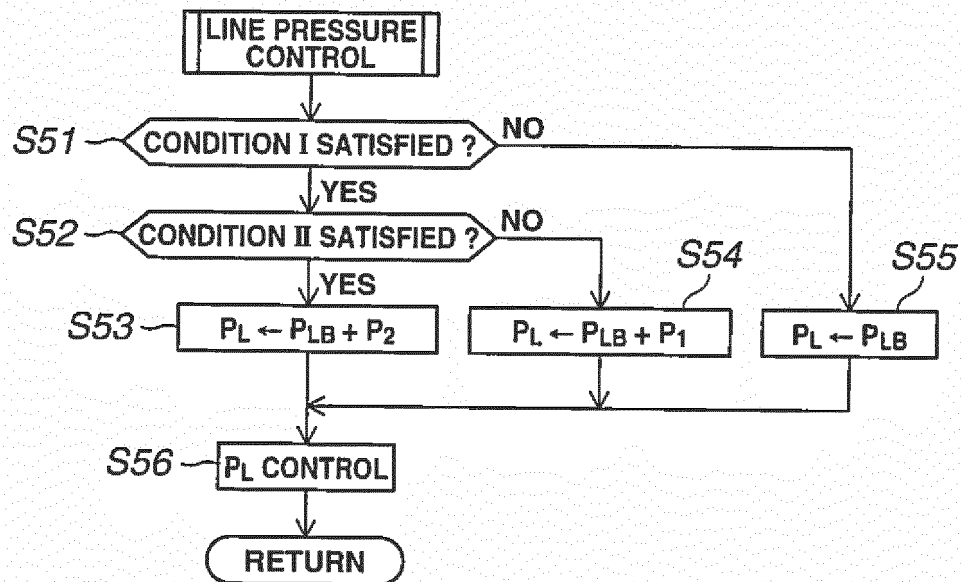 LINE PRESSURE
CONTROL
S51
CONDITION I SATISFIED ?
NO
YES
S52
CONDITION II SATISFIED ?
NO
YES
S53
PL ← PLB + P2
S54
PL ← PLB + P1
S55
PL ← PLB
S56
PL CONTROL
RETURN